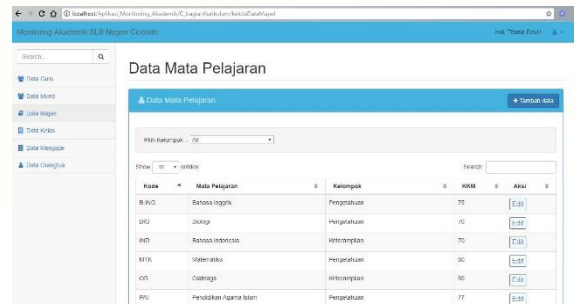 localhost/Aplikasi_Monitoring_Akademik/C_bagianKurikulum/kelolaDataMapel
Monitoring Akademik SLB Negeri Cicendo
Search...
Data Guru
Data Murid
Data Mapel
Data Kelas
Data Mengajar
Data Orangtua
Data Mata Pelajaran
Data Mata Pelajaran
+ Tambah data
Pilih Kelompok : All
Show 10 entries
Search:
Kode Mata Pelajaran Kelompok KKM Aksi
B.ING Bahasa Inggris Pengetahuan 75 Edit
BIO Biologi Pengetahuan 70 Edit
IND Bahasa Indonesia Keterampilan 70 Edit
MTK Matematika Pengetahuan 80 Edit
OR Olahraga Keterampilan 80 Edit
PAI Pendidikan Agama Islam Pengetahuan 77 Edit